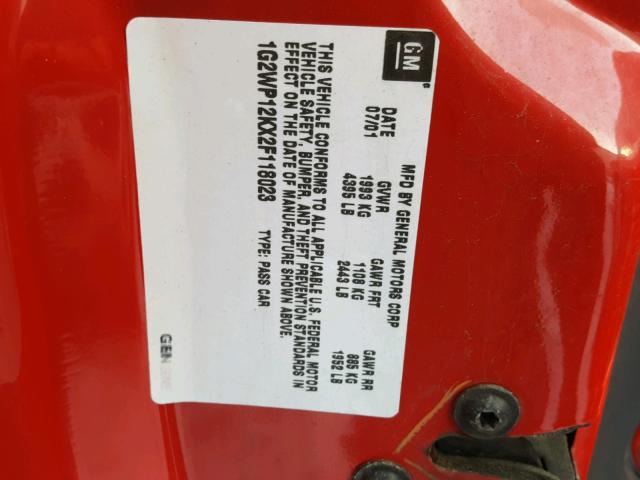 GM
MFD BY GENERAL MOTORS CORP
DATE GVWR GAWR FRT GAWR RR
07/01 1993 KG 1108 KG 885 KG
4395 LB 2443 LB 1952 LB
THIS VEHICLE CONFORMS TO ALL APPLICABLE U.S. FEDERAL MOTOR
VEHICLE SAFETY, BUMPER, AND THEFT PREVENTION STANDARDS IN
EFFECT ON THE DATE OF MANUFACTURE SHOWN ABOVE.
1G2WP12KX2F118023 TYPE: PASS CAR
GEN